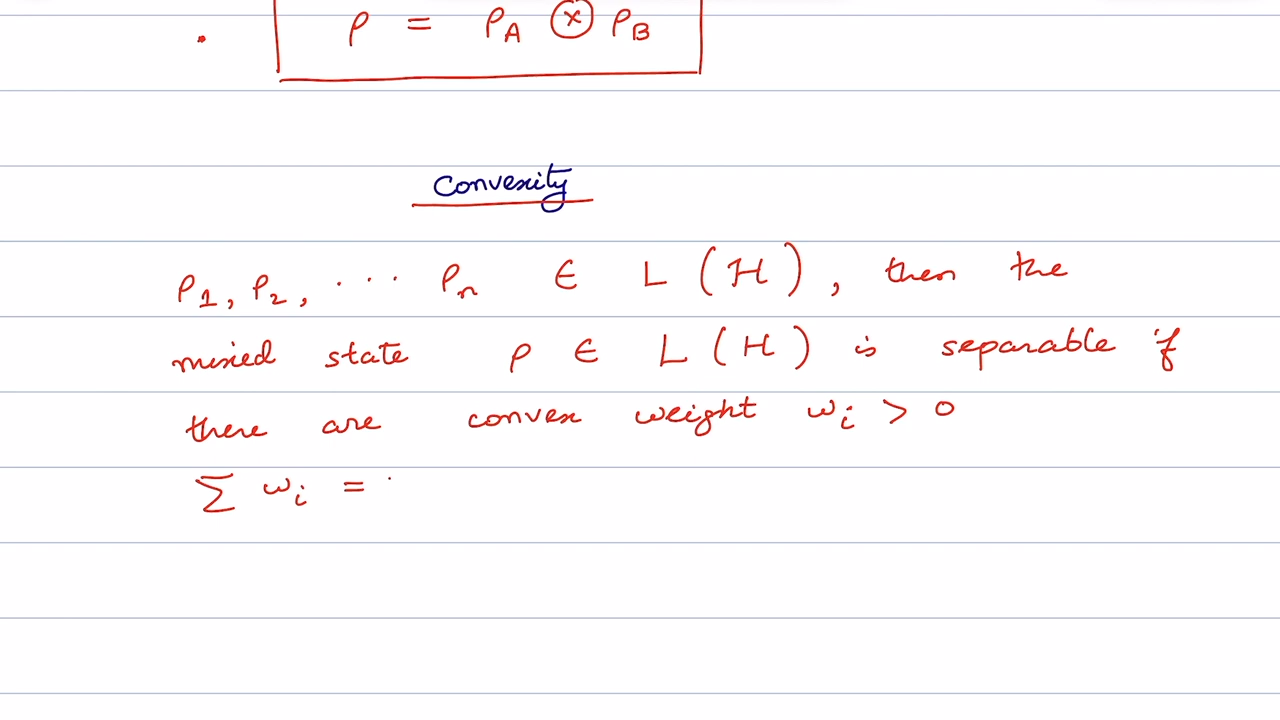 ρ = ρ_A ⊗ ρ_B
Convexity
ρ_1, ρ_2, ... ρ_n ∈ L(H), then the
mixed state ρ ∈ L(H) is separable if
there are convex weight ω_i > 0
Σ ω_i =